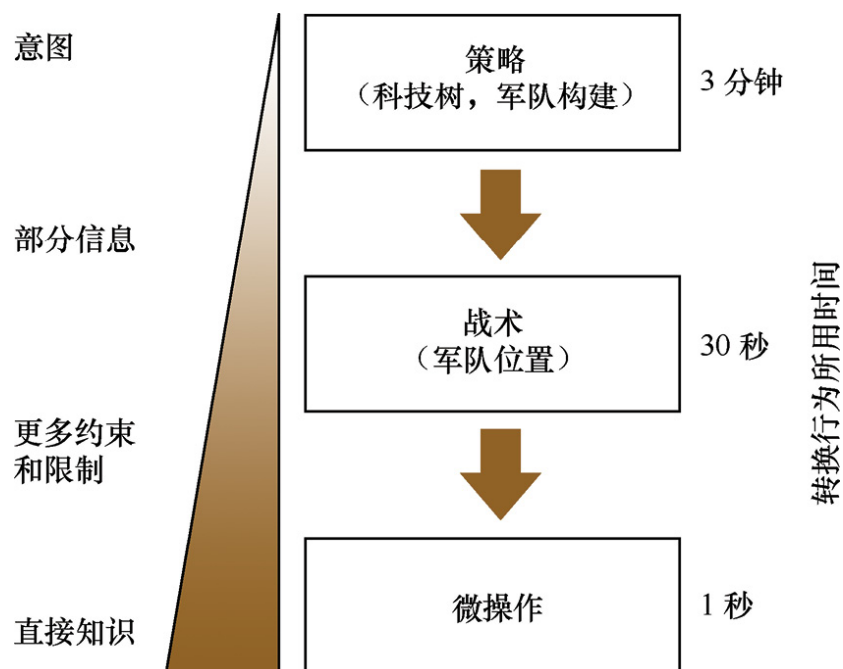 意图
策略
（科技树，军队构建）
3 分钟
部分信息
战术
（军队位置）
30 秒
更多约束
和限制
微操作
1 秒
直接知识
转换行为所用时间